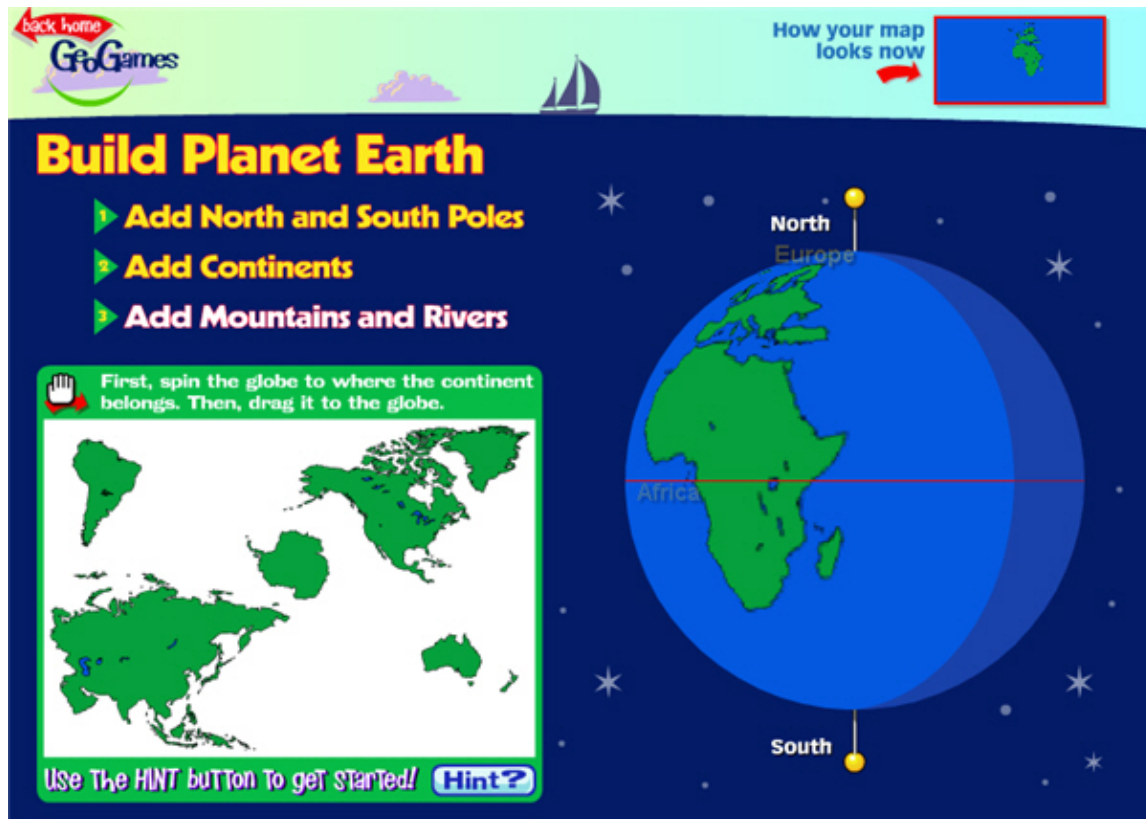 back home
GeoGames
How your map
looks now
Build Planet Earth
1 Add North and South Poles
2 Add Continents
3 Add Mountains and Rivers
First, spin the globe to where the continent
belongs. Then, drag it to the globe.
Use The HINT button to get started!
Hint?
North
Europe
Africa
South